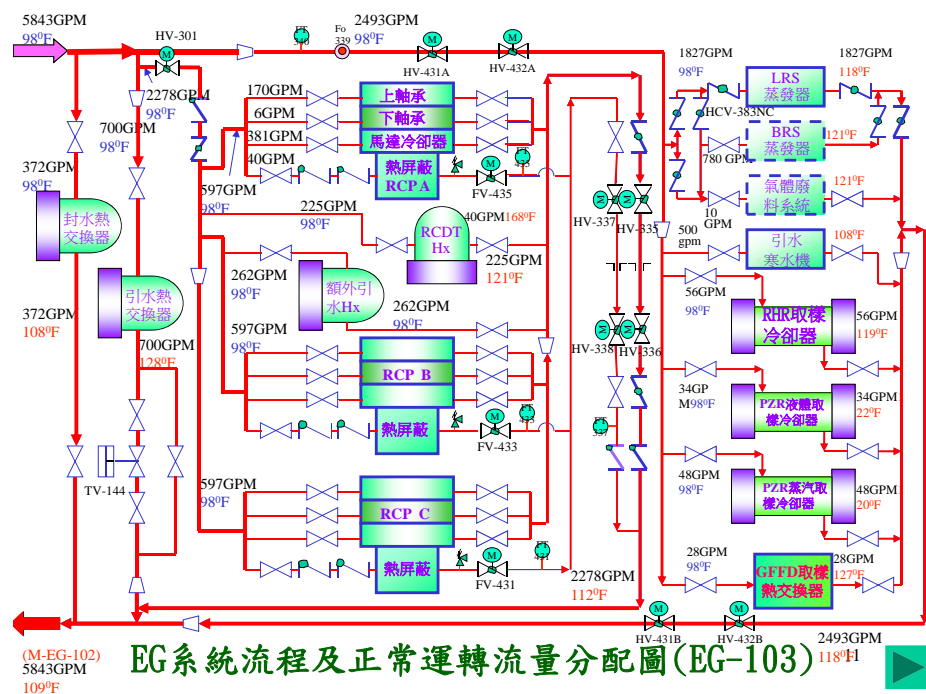 5843GPM
98⁰F
HV-301
M
FT
340
Fo
339
2493GPM
98⁰F
M
HV-431A
M
HV-432A
2278GPM
98⁰F
700GPM
98⁰F
170GPM
6GPM
381GPM
40GPM
上軸承
下軸承
馬達冷卻器
熱屏蔽
RCP A
M
FV-435
1827GPM
98⁰F
LRS
蒸發器
1827GPM
118⁰F
HCV-383NC
BRS
蒸發器
121⁰F
780 GPM
氣體廢
料系統
121⁰F
10
GPM
372GPM
98⁰F
封水熱
交換器
597GPM
98⁰F
225GPM
98⁰F
RCDT
Hx
40GPM
168⁰F
225GPM
121⁰F
M
HV-337
M
HV-335
500
gpm
引水
寒水機
108⁰F
引水熱
交換器
262GPM
98⁰F
額外引
水Hx
262GPM
98⁰F
56GPM
98⁰F
RHR取樣
冷卻器
56GPM
119⁰F
372GPM
108⁰F
700GPM
128⁰F
597GPM
98⁰F
RCP B
熱屏蔽
M
FV-433
M
HV-338
M
HV-336
FT
337
34GP
M98⁰F
PZR液體取
樣冷卻器
34GPM
22⁰F
TV-144
597GPM
98⁰F
RCP C
熱屏蔽
M
FV-431
FT
431
48GPM
98⁰F
PZR蒸汽取
樣冷卻器
48GPM
20⁰F
28GPM
98⁰F
GFFD取樣
熱交換器
28GPM
127⁰F
2278GPM
112⁰F
M
HV-431B
M
HV-432B
2493GPM
118⁰F
(M-EG-102)
5843GPM
109⁰F
EG系統流程及正常運轉流量分配圖(EG-103)
11